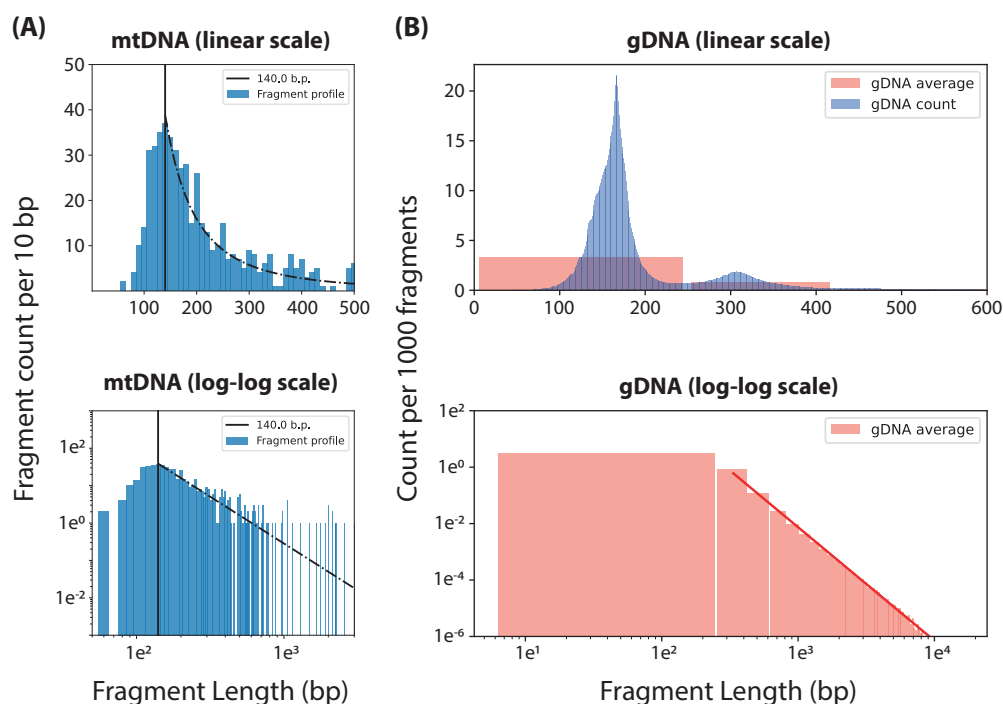 (A)
mtDNA (linear scale)
50
40
30
20
10
100 200 300 400 500
140.0 b.p.
Fragment profile
mtDNA (log-log scale)
1e²
1e⁰
1e⁻²
1e² 1e³
140.0 b.p.
Fragment profile
Fragment count per 10 bp
Fragment Length (bp)
(B)
gDNA (linear scale)
20
15
10
5
0
0 100 200 300 400 500 600
gDNA average
gDNA count
gDNA (log-log scale)
1e²
1e⁰
1e⁻²
1e⁻⁴
1e⁻⁶
1e¹ 1e² 1e³ 1e⁴
gDNA average
Count per 1000 fragments
Fragment Length (bp)